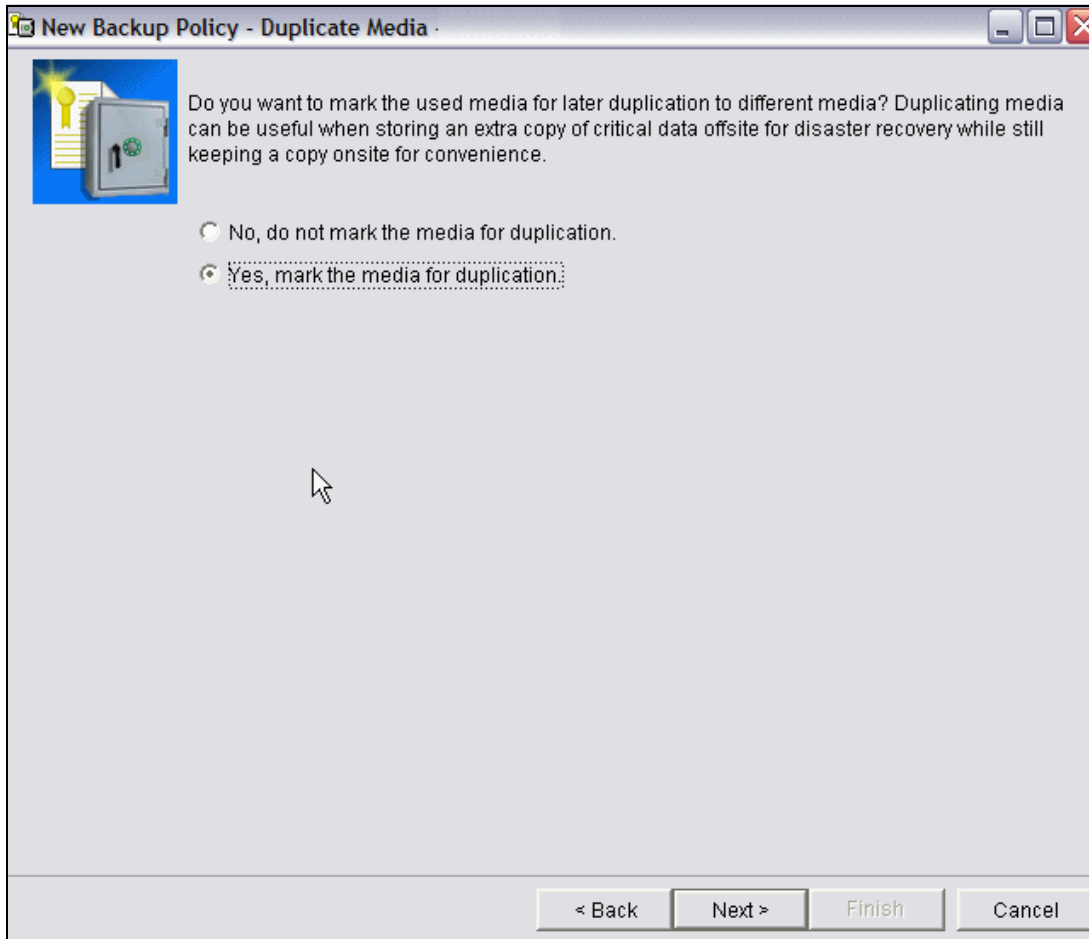 New Backup Policy - Duplicate Media
Do you want to mark the used media for later duplication to different media? Duplicating media
can be useful when storing an extra copy of critical data offsite for disaster recovery while still
keeping a copy onsite for convenience.
No, do not mark the media for duplication.
Yes, mark the media for duplication.
< Back
Next >
Finish
Cancel